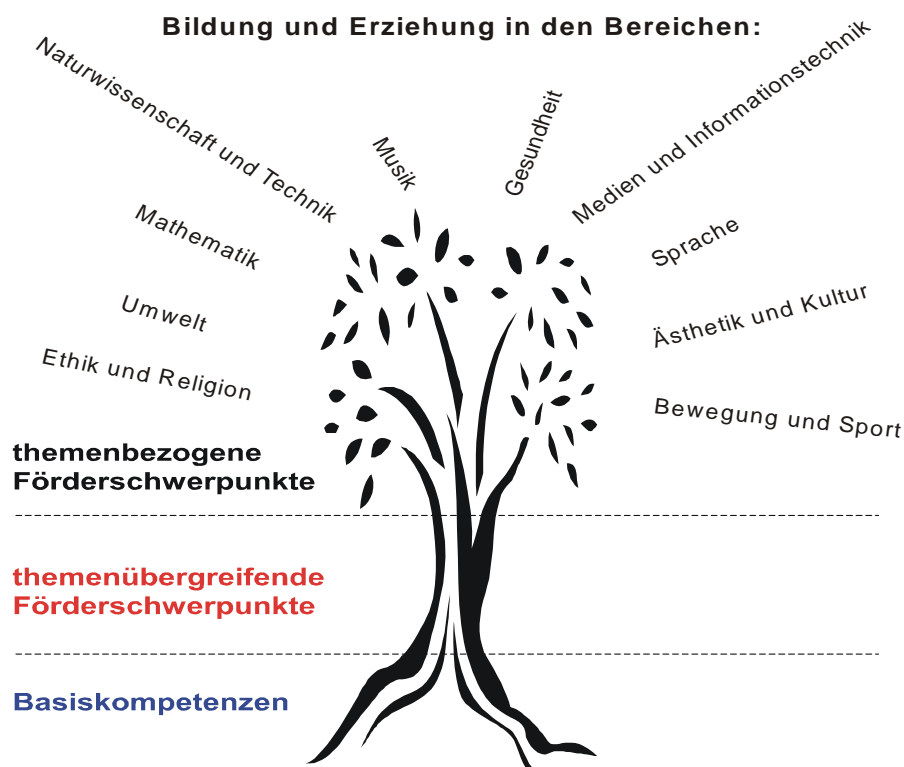 Bildung und Erziehung in den Bereichen:
Naturwissenschaft und Technik
Musik
Gesundheit
Medien und Informationstechnik
Mathematik
Sprache
Umwelt
Ästhetik und Kultur
Ethik und Religion
Bewegung und Sport
themenbezogene
Förderschwerpunkte
themenübergreifende
Förderschwerpunkte
Basiskompetenzen